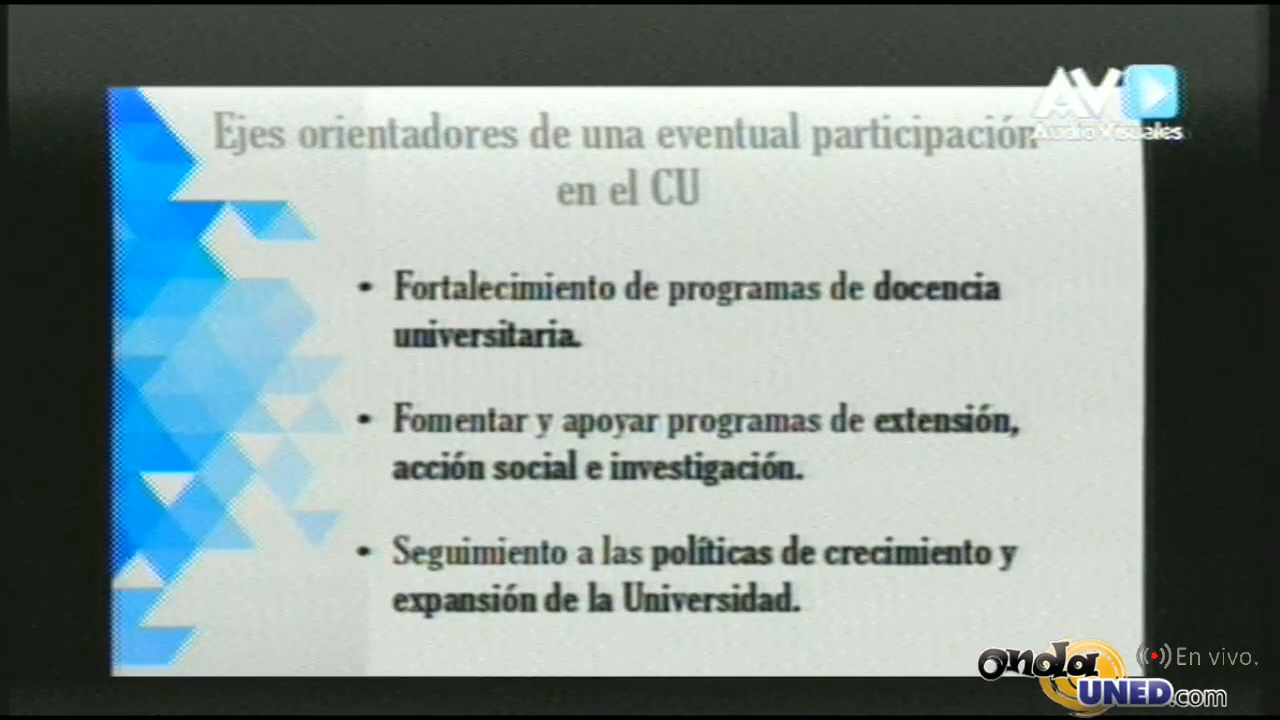 AV
AudioVisuales
Ejes orientadores de una eventual participación
en el CU
• Fortalecimiento de programas de docencia
universitaria.
• Fomentar y apoyar programas de extensión,
acción social e investigación.
• Seguimiento a las políticas de crecimiento y
expansión de la Universidad.
onda
UNED.com
En vivo.